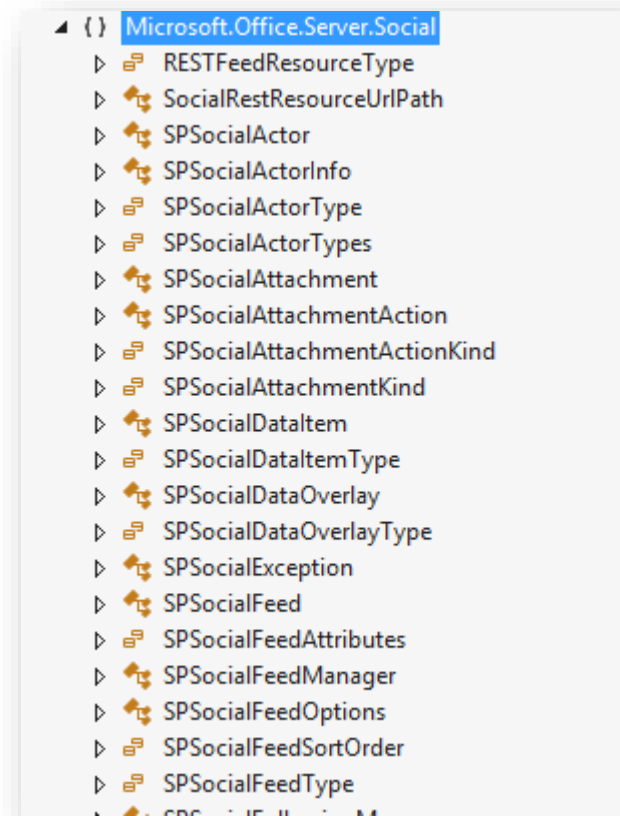 { } Microsoft.Office.Server.Social
RESTFeedResourceType
SocialRestResourceUrlPath
SPSocialActor
SPSocialActorInfo
SPSocialActorType
SPSocialActorTypes
SPSocialAttachment
SPSocialAttachmentAction
SPSocialAttachmentActionKind
SPSocialAttachmentKind
SPSocialDataItem
SPSocialDataItemType
SPSocialDataOverlay
SPSocialDataOverlayType
SPSocialException
SPSocialFeed
SPSocialFeedAttributes
SPSocialFeedManager
SPSocialFeedOptions
SPSocialFeedSortOrder
SPSocialFeedType